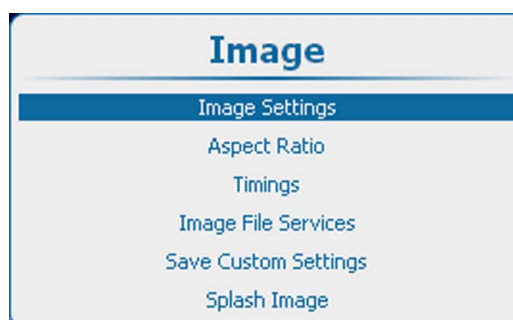 Image
Image Settings
Aspect Ratio
Timings
Image File Services
Save Custom Settings
Splash Image